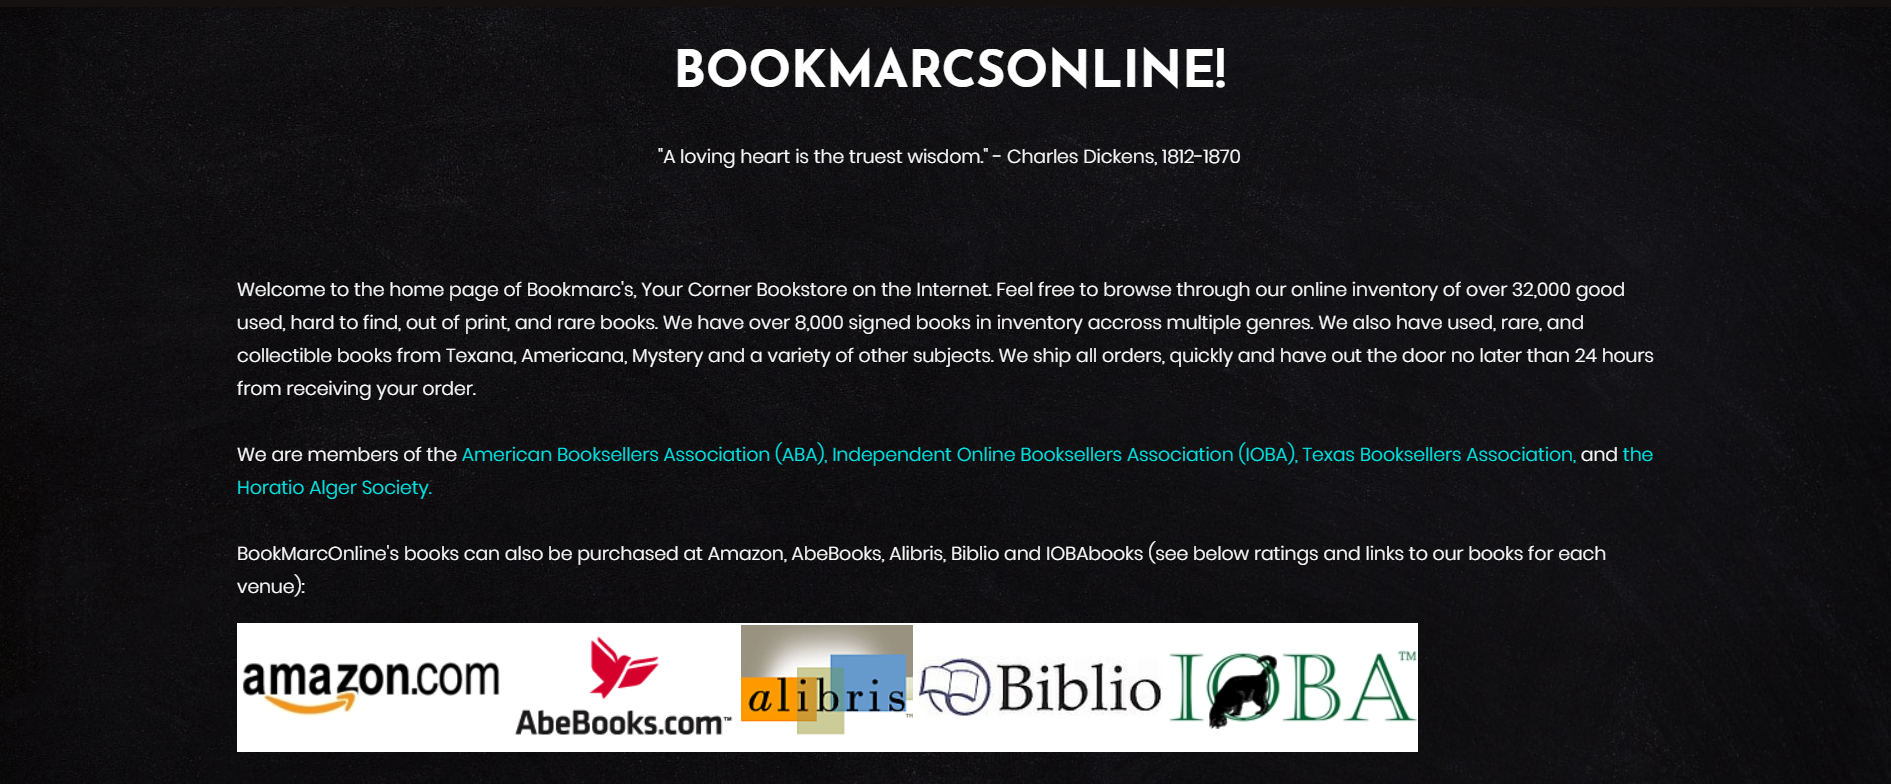 BOOKMARCSONLINE!
"A loving heart is the truest wisdom." - Charles Dickens, 1812-1870
Welcome to the home page of Bookmarc's, Your Corner Bookstore on the Internet. Feel free to browse through our online inventory of over 32,000 good
used, hard to find, out of print, and rare books. We have over 8,000 signed books in inventory accross multiple genres. We also have used, rare, and
collectible books from Texana, Americana, Mystery and a variety of other subjects. We ship all orders, quickly and have out the door no later than 24 hours
from receiving your order.
We are members of the American Booksellers Association (ABA), Independent Online Booksellers Association (IOBA), Texas Booksellers Association, and the
Horatio Alger Society.
BookMarcOnline's books can also be purchased at Amazon, AbeBooks, Alibris, Biblio and IOBAbooks (see below ratings and links to our books for each
venue):
amazon.com
AbeBooks.com™
alibris™
Biblio
IOBA™